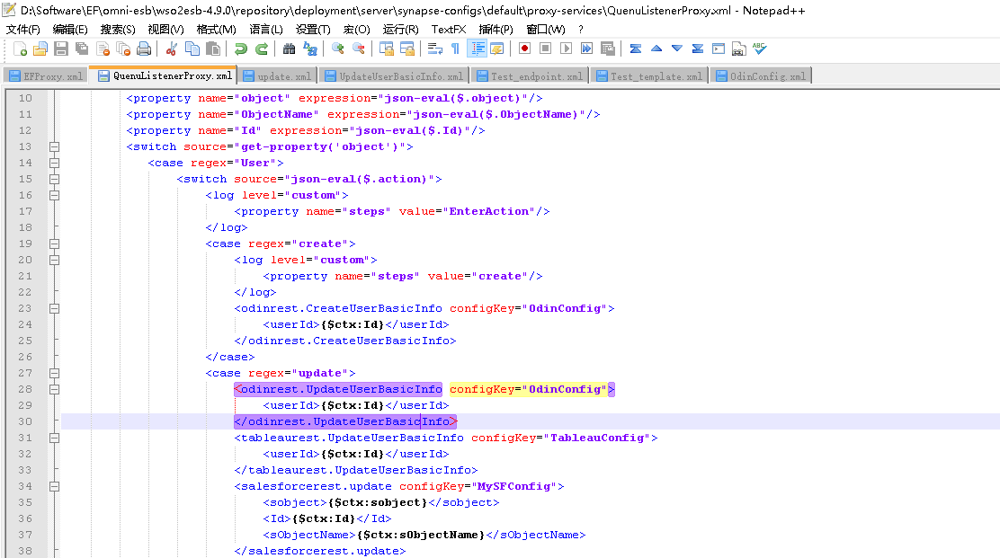 D:\Software\EF\omni-esb\wso2esb-4.9.0\repository\deployment\server\synapse-configs\default\proxy-services\QuenuListenerProxy.xml - Notepad++
文件(F) 编辑(E) 搜索(S) 视图(V) 格式(M) 语言(L) 设置(T) 宏(O) 运行(R) TextFX 插件(P) 窗口(W) ?
EFProxy.xml QuenuListenerProxy.xml update.xml UpdateUserBasicInfo.xml Test_endpoint.xml Test_template.xml OdinConfig.xml
10 <property name="object" expression="json-eval($.object)"/>
11 <property name="ObjectName" expression="json-eval($.ObjectName)"/>
12 <property name="Id" expression="json-eval($.Id)"/>
13 <switch source="get-property('object')">
14 <case regex="User">
15 <switch source="json-eval($.action)">
16 <log level="custom">
17 <property name="steps" value="EnterAction"/>
18 </log>
19 <case regex="create">
20 <log level="custom">
21 <property name="steps" value="create"/>
22 </log>
23 <odinrest.CreateUserBasicInfo configKey="OdinConfig">
24 <userId>{$ctx:Id}</userId>
25 </odinrest.CreateUserBasicInfo>
26 </case>
27 <case regex="update">
28 <odinrest.UpdateUserBasicInfo configKey="OdinConfig">
29 <userId>{$ctx:Id}</userId>
30 </odinrest.UpdateUserBasicInfo>
31 <tableaurest.UpdateUserBasicInfo configKey="TableauConfig">
32 <userId>{$ctx:Id}</userId>
33 </tableaurest.UpdateUserBasicInfo>
34 <salesforcerest.update configKey="MySFConfig">
35 <sobject>{$ctx:sobject}</sobject>
36 <Id>{$ctx:Id}</Id>
37 <sObjectName>{$ctx:sObjectName}</sObjectName>
38 </salesforcerest.update>